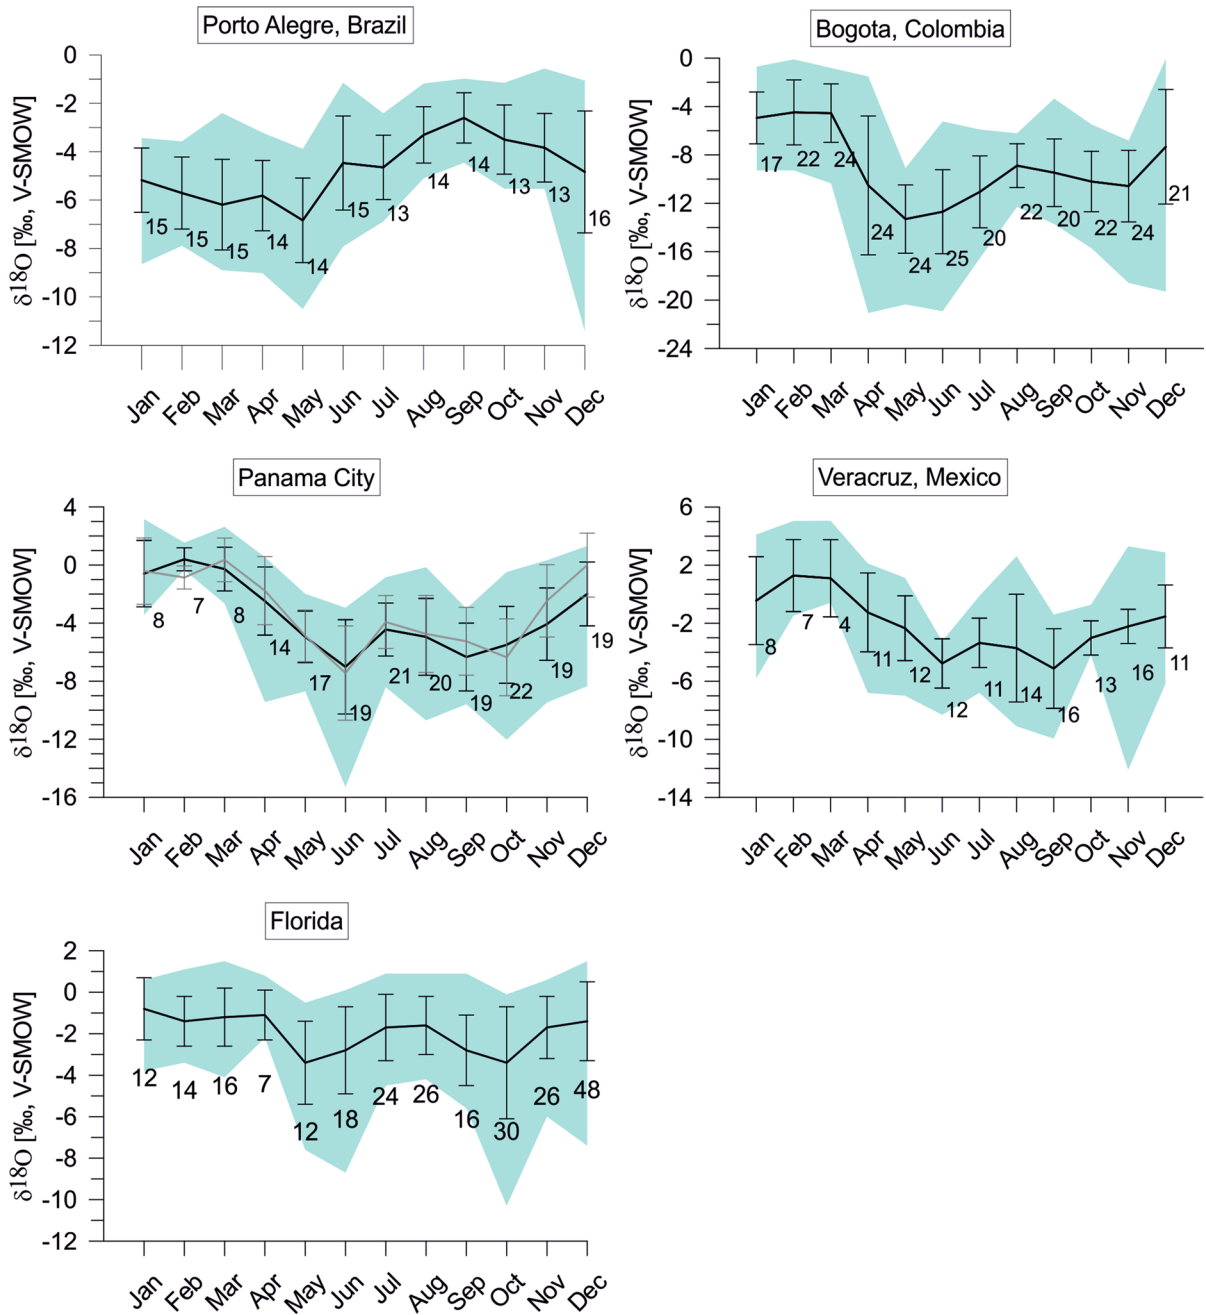 Porto Alegre, Brazil
0
-2
-4
-6
-8
-10
-12
δ18O [‰, V-SMOW]
15
15
15
14
14
15
13
14
14
13
13
16
Jan
Feb
Mar
Apr
May
Jun
Jul
Aug
Sep
Oct
Nov
Dec
Bogota, Colombia
0
-4
-8
-12
-16
-20
-24
δ18O [‰, V-SMOW]
17
22
24
24
24
25
20
22
20
22
24
21
Jan
Feb
Mar
Apr
May
Jun
Jul
Aug
Sep
Oct
Nov
Dec
Panama City
4
0
-4
-8
-12
-16
δ18O [‰, V-SMOW]
8
7
8
14
17
19
21
20
19
22
19
19
Jan
Feb
Mar
Apr
May
Jun
Jul
Aug
Sep
Oct
Nov
Dec
Veracruz, Mexico
6
2
-2
-6
-10
-14
δ18O [‰, V-SMOW]
8
7
4
11
12
12
11
14
16
13
16
11
Jan
Feb
Mar
Apr
May
Jun
Jul
Aug
Sep
Oct
Nov
Dec
Florida
2
0
-2
-4
-6
-8
-10
-12
δ18O [‰, V-SMOW]
12
14
16
7
12
18
24
26
16
30
26
48
Jan
Feb
Mar
Apr
May
Jun
Jul
Aug
Sep
Oct
Nov
Dec